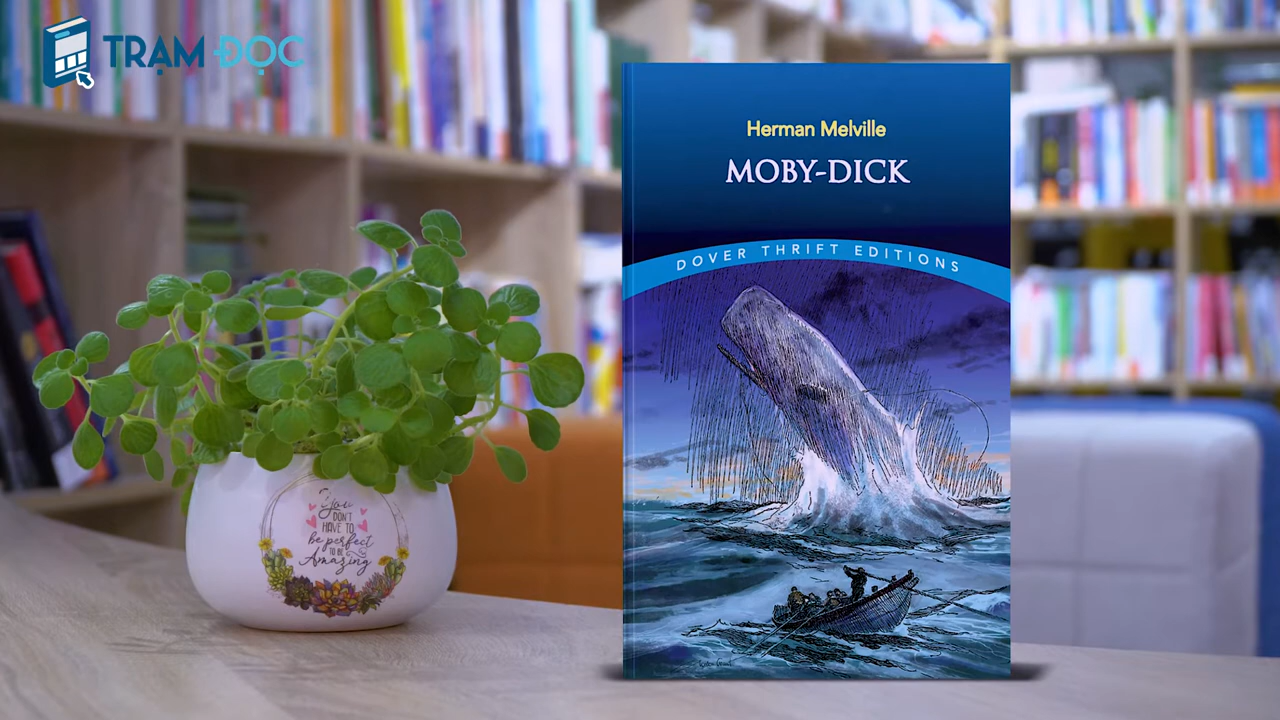 TRẠM ĐỌC
Herman Melville
MOBY-DICK
DOVER THRIFT EDITIONS
You
DON'T
HAVE TO
be perfect
TO BE
Amazing